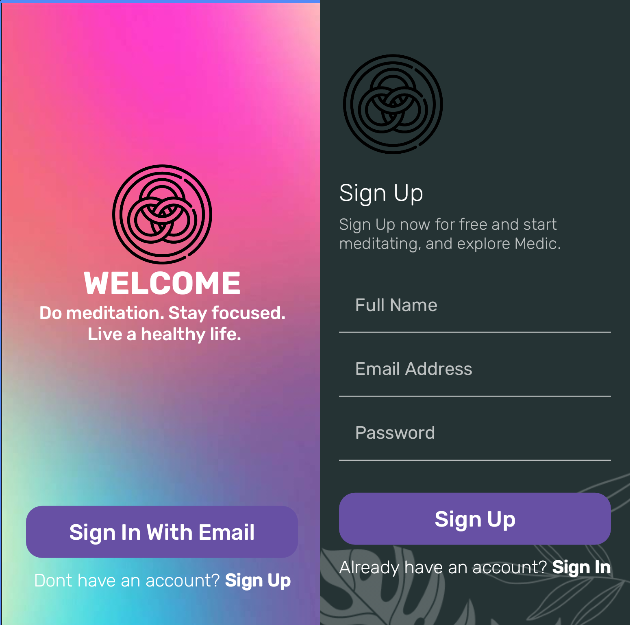 WELCOME
Do meditation. Stay focused.
Live a healthy life.
Sign In With Email
Dont have an account? Sign Up
Sign Up
Sign Up now for free and start
meditating, and explore Medic.
Full Name
Email Address
Password
Sign Up
Already have an account? Sign In